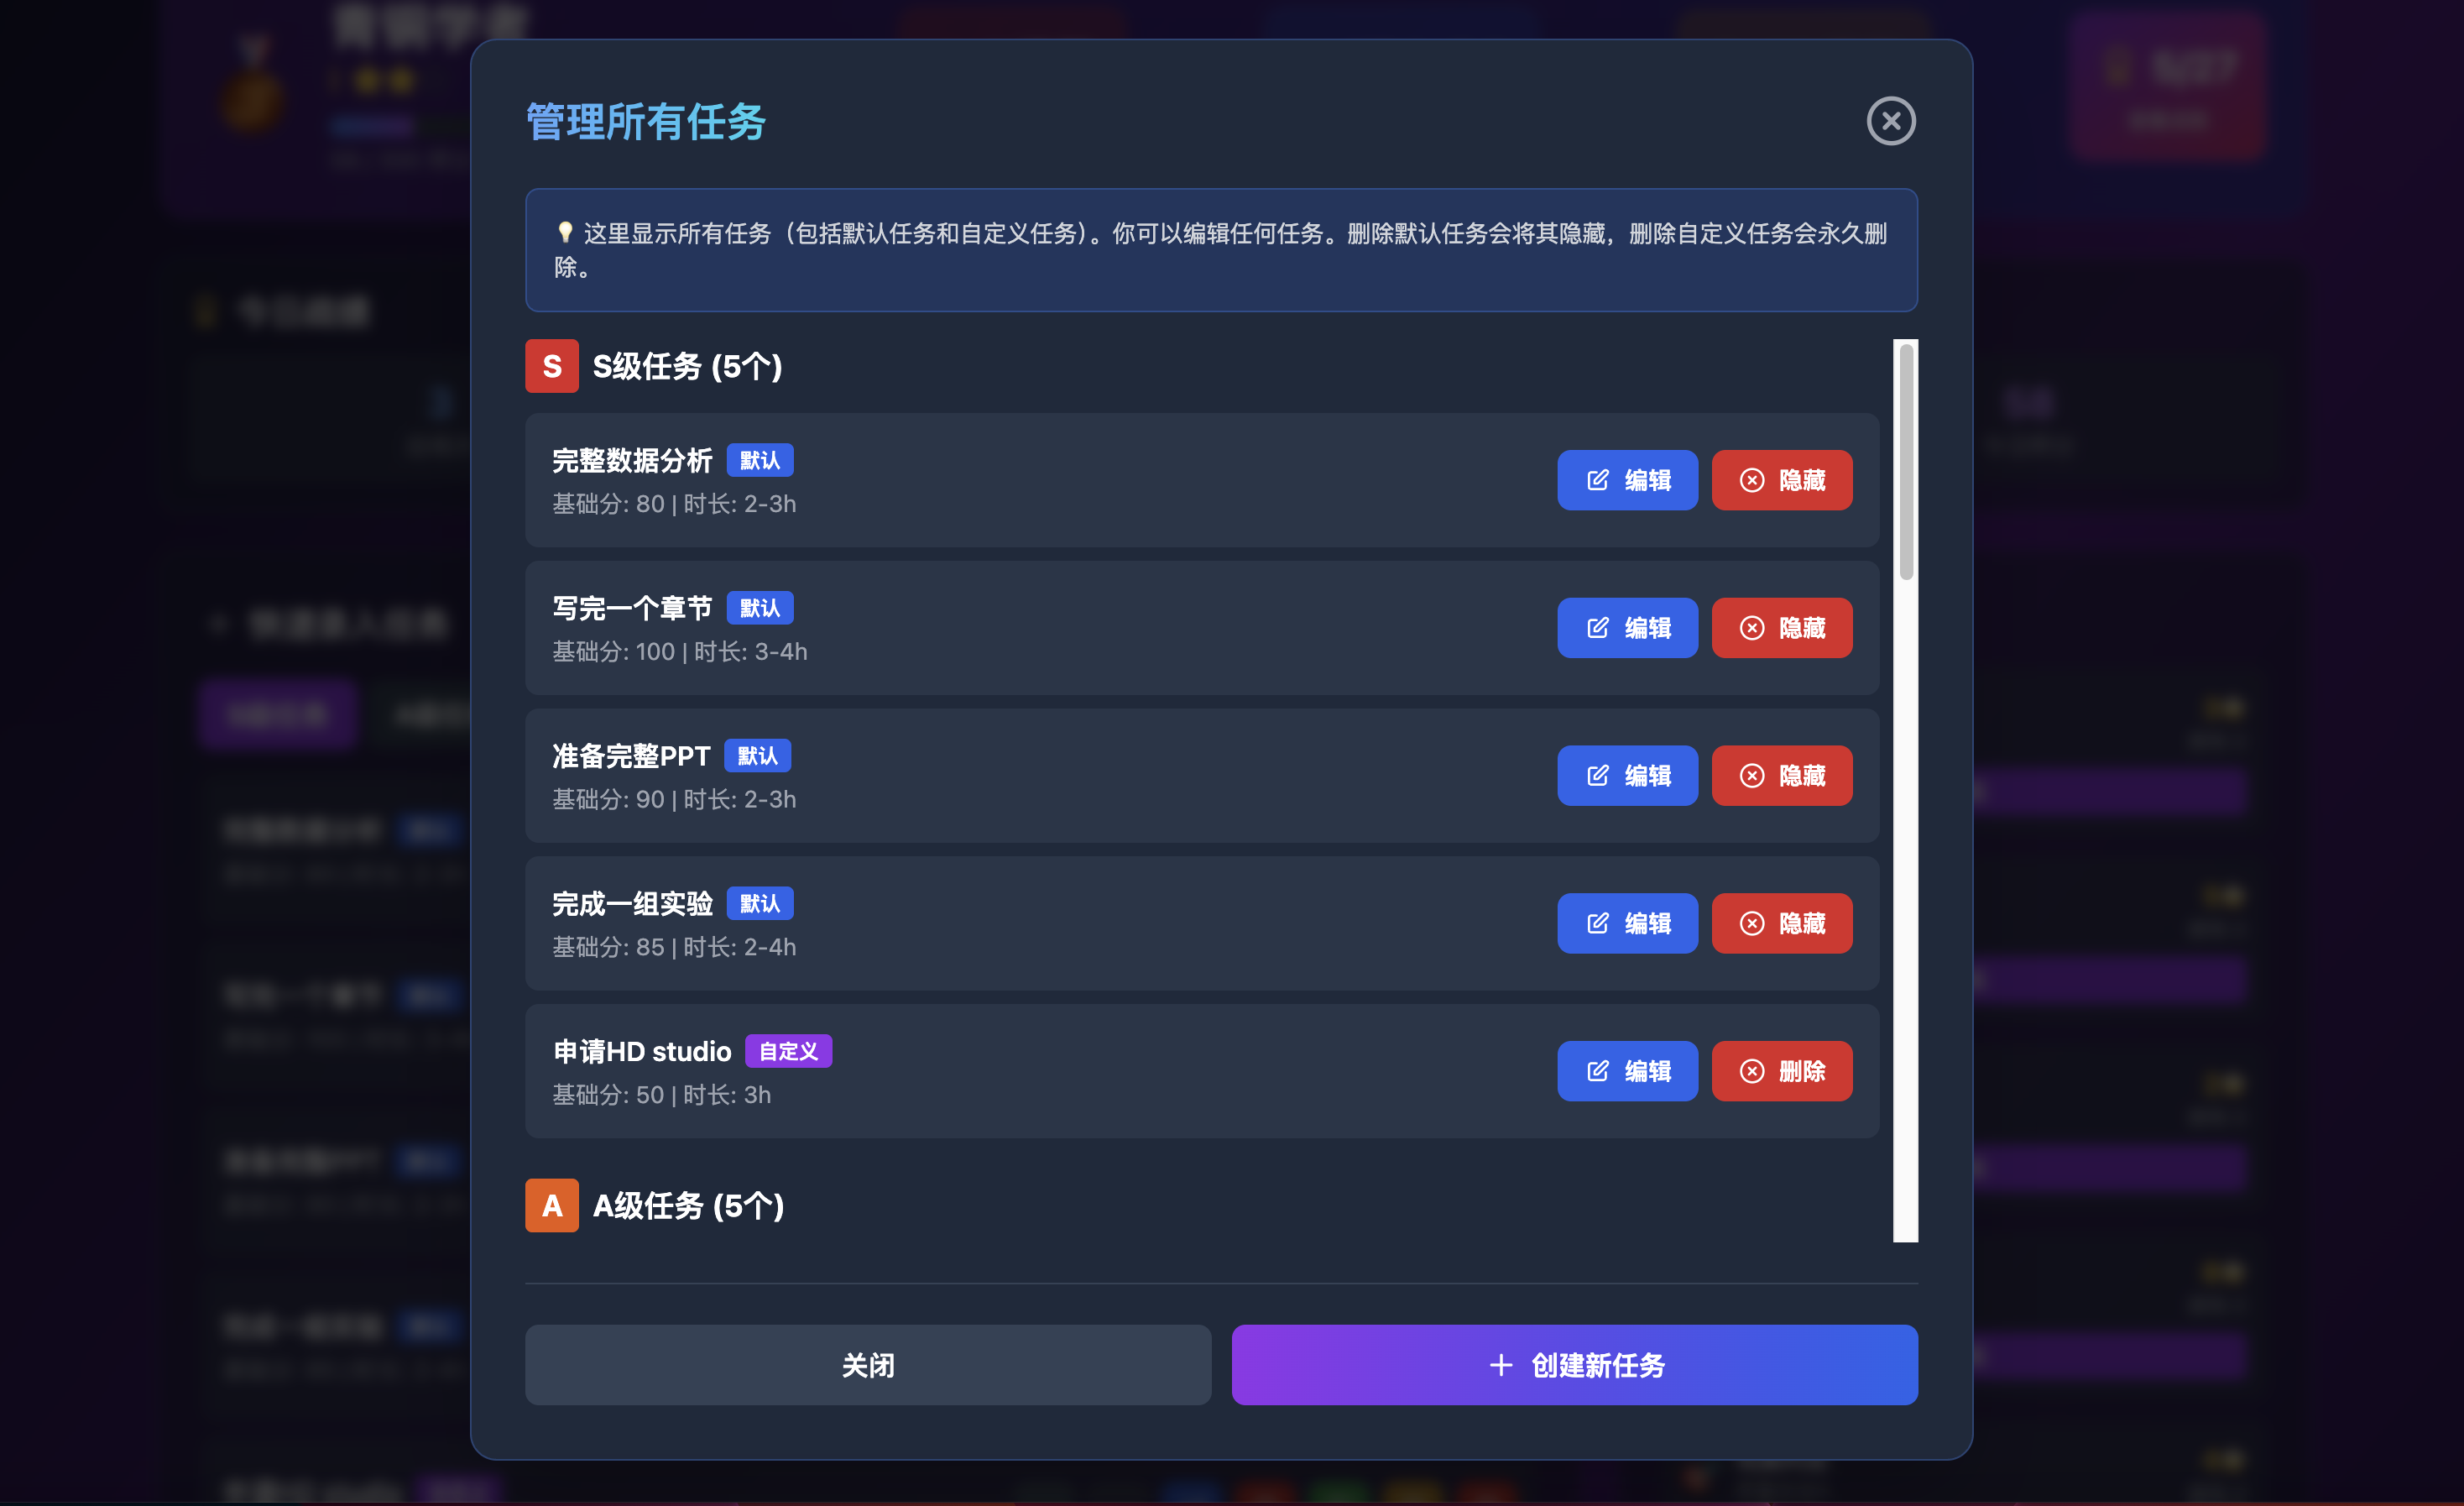 管理所有任务
💡 这里显示所有任务（包括默认任务和自定义任务）。你可以编辑任何任务。删除默认任务会将其隐藏，删除自定义任务会永久删
除。
S S级任务 (5个)
完整数据分析 默认
基础分: 80 | 时长: 2-3h
编辑 隐藏
写完一个章节 默认
基础分: 100 | 时长: 3-4h
编辑 隐藏
准备完整PPT 默认
基础分: 90 | 时长: 2-3h
编辑 隐藏
完成一组实验 默认
基础分: 85 | 时长: 2-4h
编辑 隐藏
申请HD studio 自定义
基础分: 50 | 时长: 3h
编辑 删除
A A级任务 (5个)
关闭
+ 创建新任务